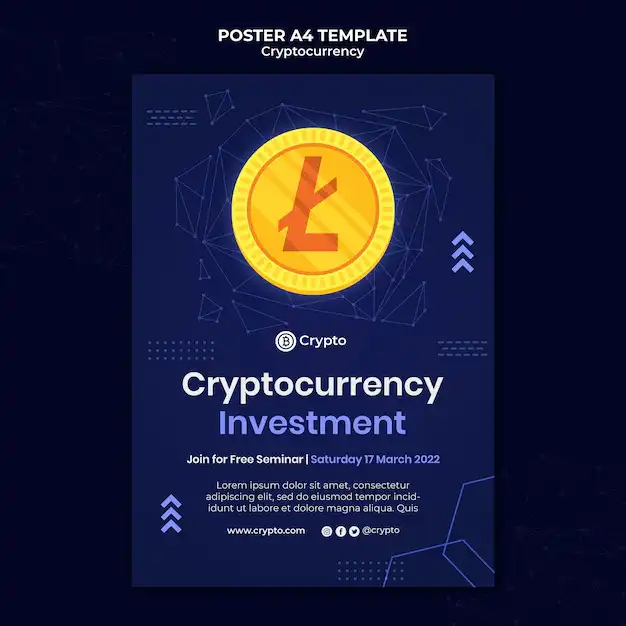 POSTER A4 TEMPLATE
Cryptocurrency
Ł
Crypto
Cryptocurrency
Investment
Join for Free Seminar | Saturday 17 March 2022
Lorem ipsum dolor sit amet, consectetur
adipiscing elit, sed do eiusmod tempor incid-
idunt ut labore et dolore magna aliqua. Quis
www.crypto.com @crypto